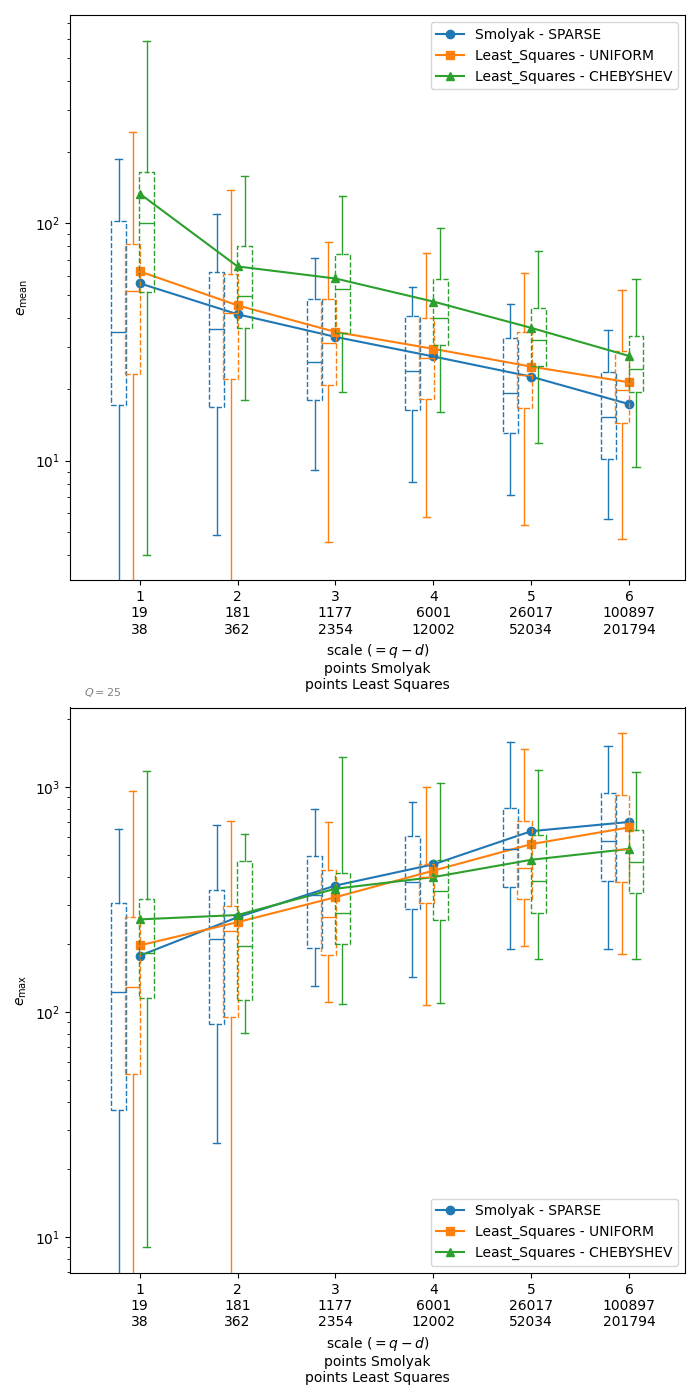 Smolyak - SPARSE
Least_Squares - UNIFORM
Least_Squares - CHEBYSHEV
10²
e_mean
10¹
1 2 3 4 5 6
19 181 1177 6001 26017 100897
38 362 2354 12002 52034 201794
scale (= q − d)
points Smolyak
points Least Squares
Q = 25
10³
e_max
10²
10¹
Smolyak - SPARSE
Least_Squares - UNIFORM
Least_Squares - CHEBYSHEV
1 2 3 4 5 6
19 181 1177 6001 26017 100897
38 362 2354 12002 52034 201794
scale (= q − d)
points Smolyak
points Least Squares